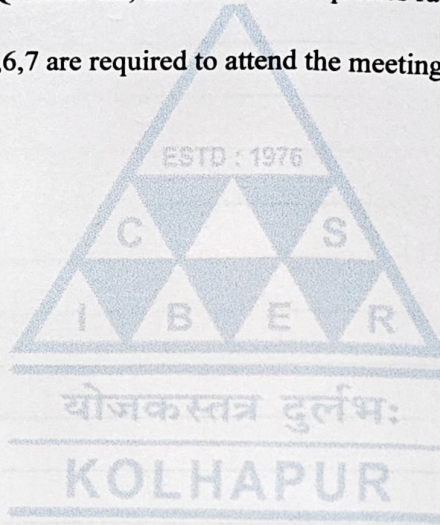 ,6,7 are required to attend the meeting
ESTD : 1976
C S
I B E R
योजकस्तत्र दुर्लभः
KOLHAPUR